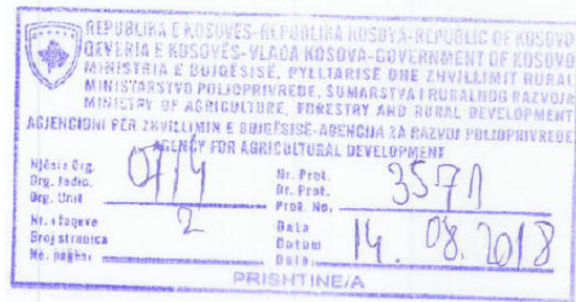 REPUBLIKA E KOSOVËS-REPUBLIKA KOSOVA-REPUBLIC OF KOSOVO
QEVERIA E KOSOVËS-VLADA KOSOVA-GOVERNMENT OF KOSOVO
MINISTRIA E BUJQËSISË, PYLLTARISË DHE ZHVILLIMIT RURAL
MINISTARSTVO POLJOPRIVREDE, ŠUMARSTVA I RURALNOG RAZVOJA
MINISTRY OF AGRICULTURE, FORESTRY AND RURAL DEVELOPMENT
AGJENCIONI PËR ZHVILLIMIN E BUJQËSISË-AGENCIJA ZA RAZVOJ POLJOPRIVREDE
AGENCY FOR AGRICULTURAL DEVELOPMENT
Njësia Org. Nr. Prot.
Org. Jedin. 07/4 Br. Prot. 3571
Org. Unit Prot. No.
Nr. i faqeve 2 Data
Broj stranica Datum 14. 08. 2018
No. pages: Date:
PRISHTINË/A